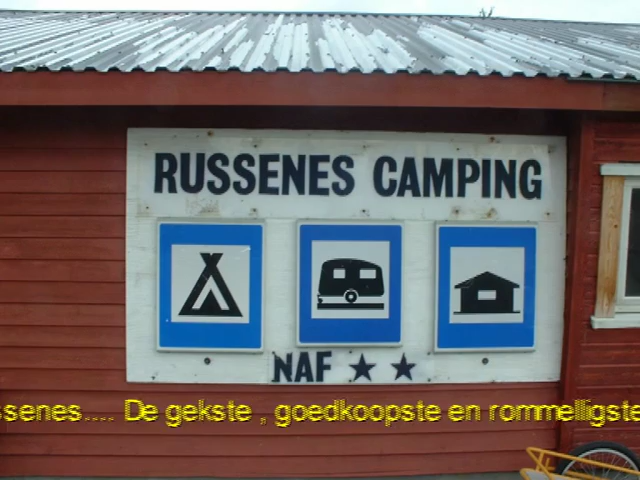 RUSSENES CAMPING
NAF
ssenes.... De gekste , goedkoopste en rommelligste